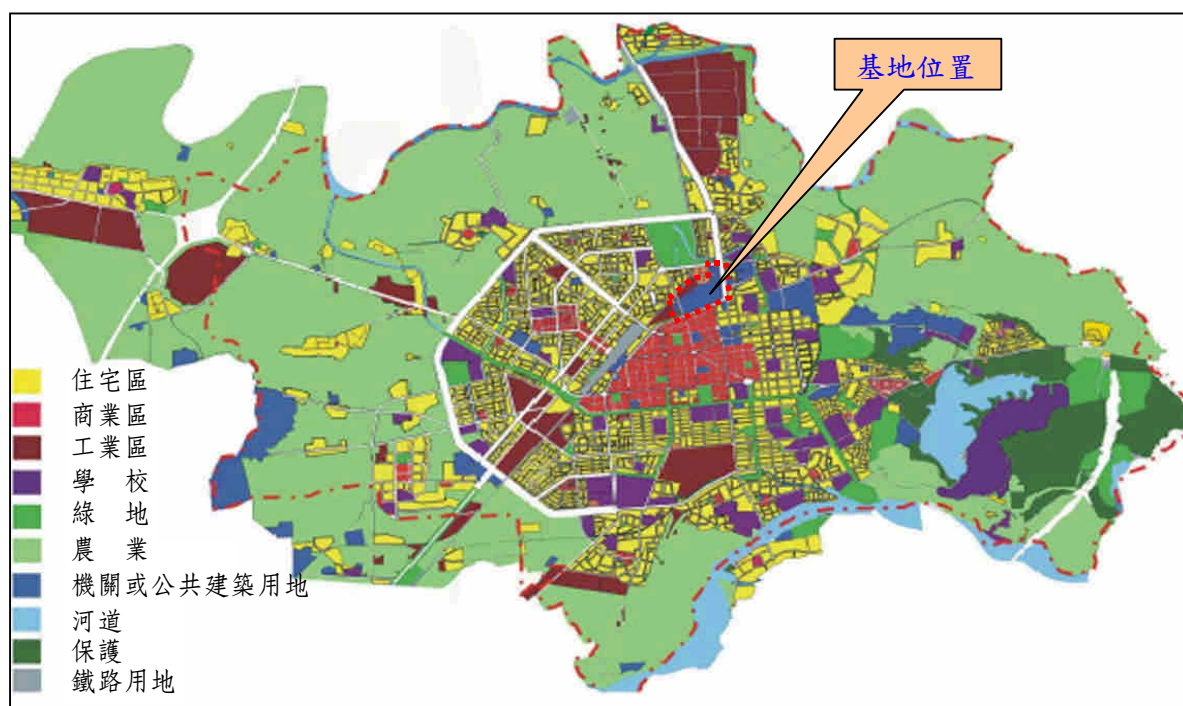 基地位置
住宅區
商業區
工業區
學　校
綠　地
農　業
機關或公共建築用地
河道
保護
鐵路用地